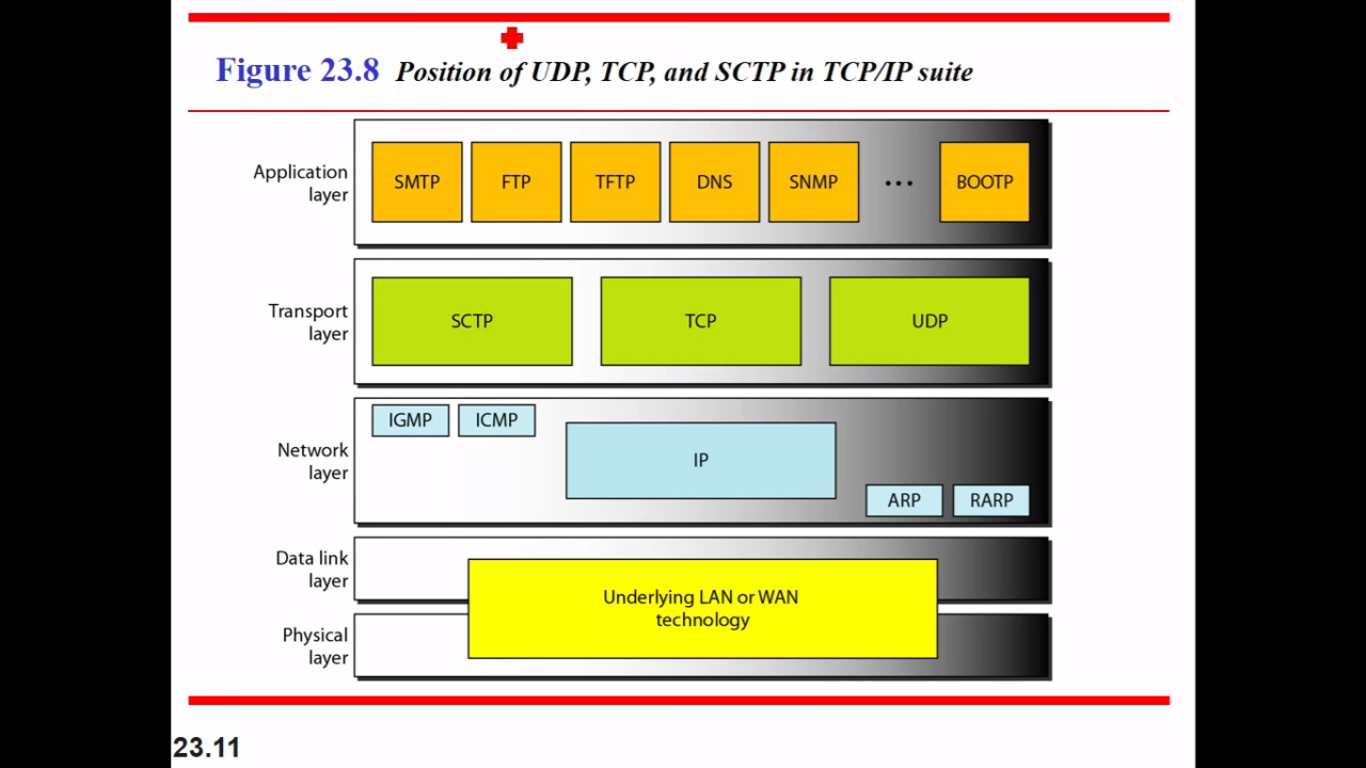 Figure 23.8 Position of UDP, TCP, and SCTP in TCP/IP suite
Application
layer
SMTP
FTP
TFTP
DNS
SNMP
...
BOOTP
Transport
layer
SCTP
TCP
UDP
Network
layer
IGMP
ICMP
IP
ARP
RARP
Data link
layer
Underlying LAN or WAN
technology
Physical
layer
23.11